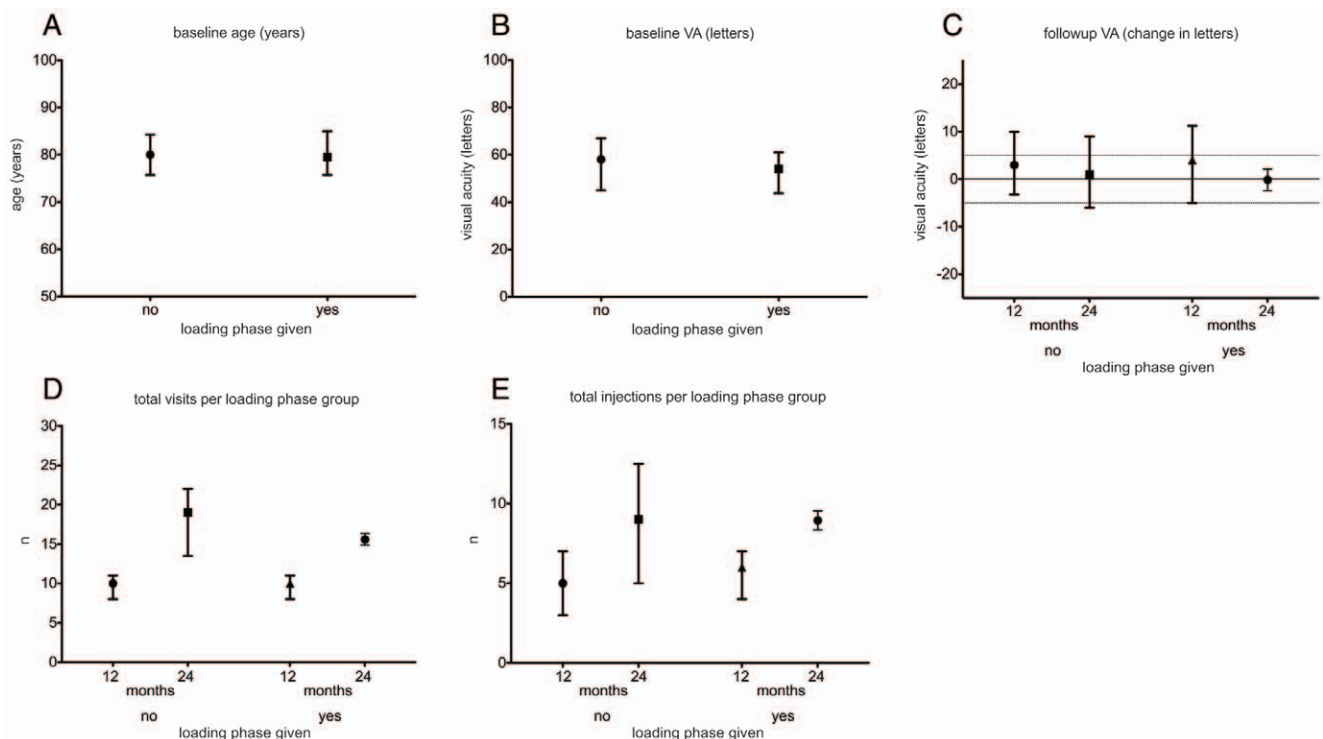 A
baseline age (years)
100
90
80
70
60
50
age (years)
no yes
loading phase given
B
baseline VA (letters)
100
80
60
40
20
0
visual acuity (letters)
no yes
loading phase given
C
followup VA (change in letters)
20
10
0
-10
-20
visual acuity (letters)
12 24 12 24
months months
no yes
loading phase given
D
total visits per loading phase group
30
25
20
15
10
5
0
n
12 24 12 24
months months
no yes
loading phase given
E
total injections per loading phase group
15
10
5
0
n
12 24 12 24
months months
no yes
loading phase given